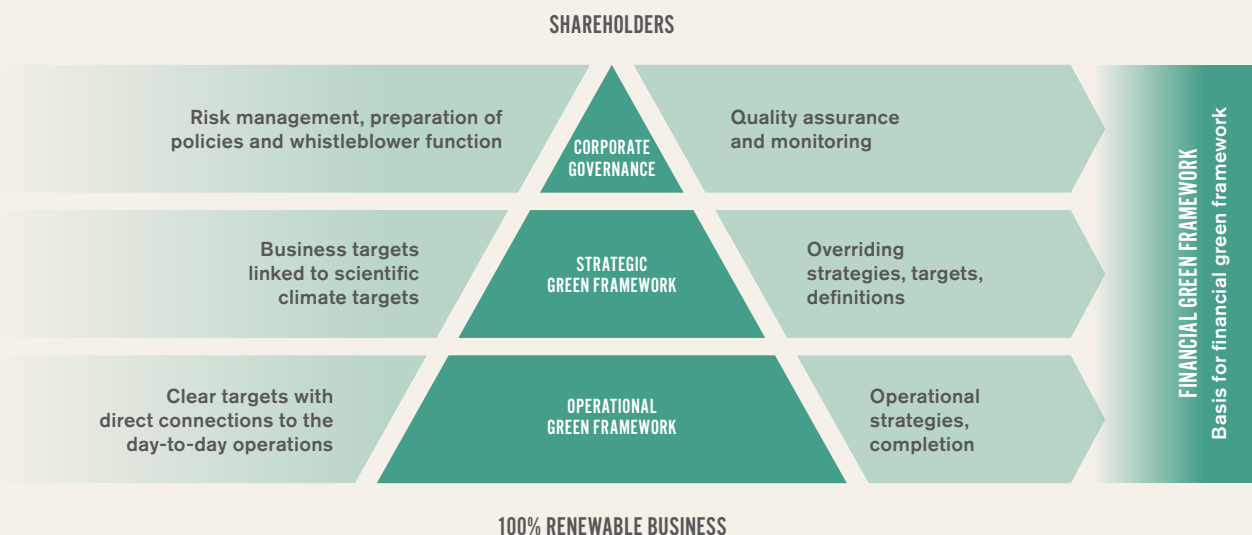 SHAREHOLDERS
Risk management, preparation of
policies and whistleblower function
CORPORATE
GOVERNANCE
Quality assurance
and monitoring
Business targets
linked to scientific
climate targets
STRATEGIC
GREEN FRAMEWORK
Overriding
strategies, targets,
definitions
Clear targets with
direct connections to the
day-to-day operations
OPERATIONAL
GREEN FRAMEWORK
Operational
strategies,
completion
FINANCIAL GREEN FRAMEWORK
Basis for financial green framework
100% RENEWABLE BUSINESS